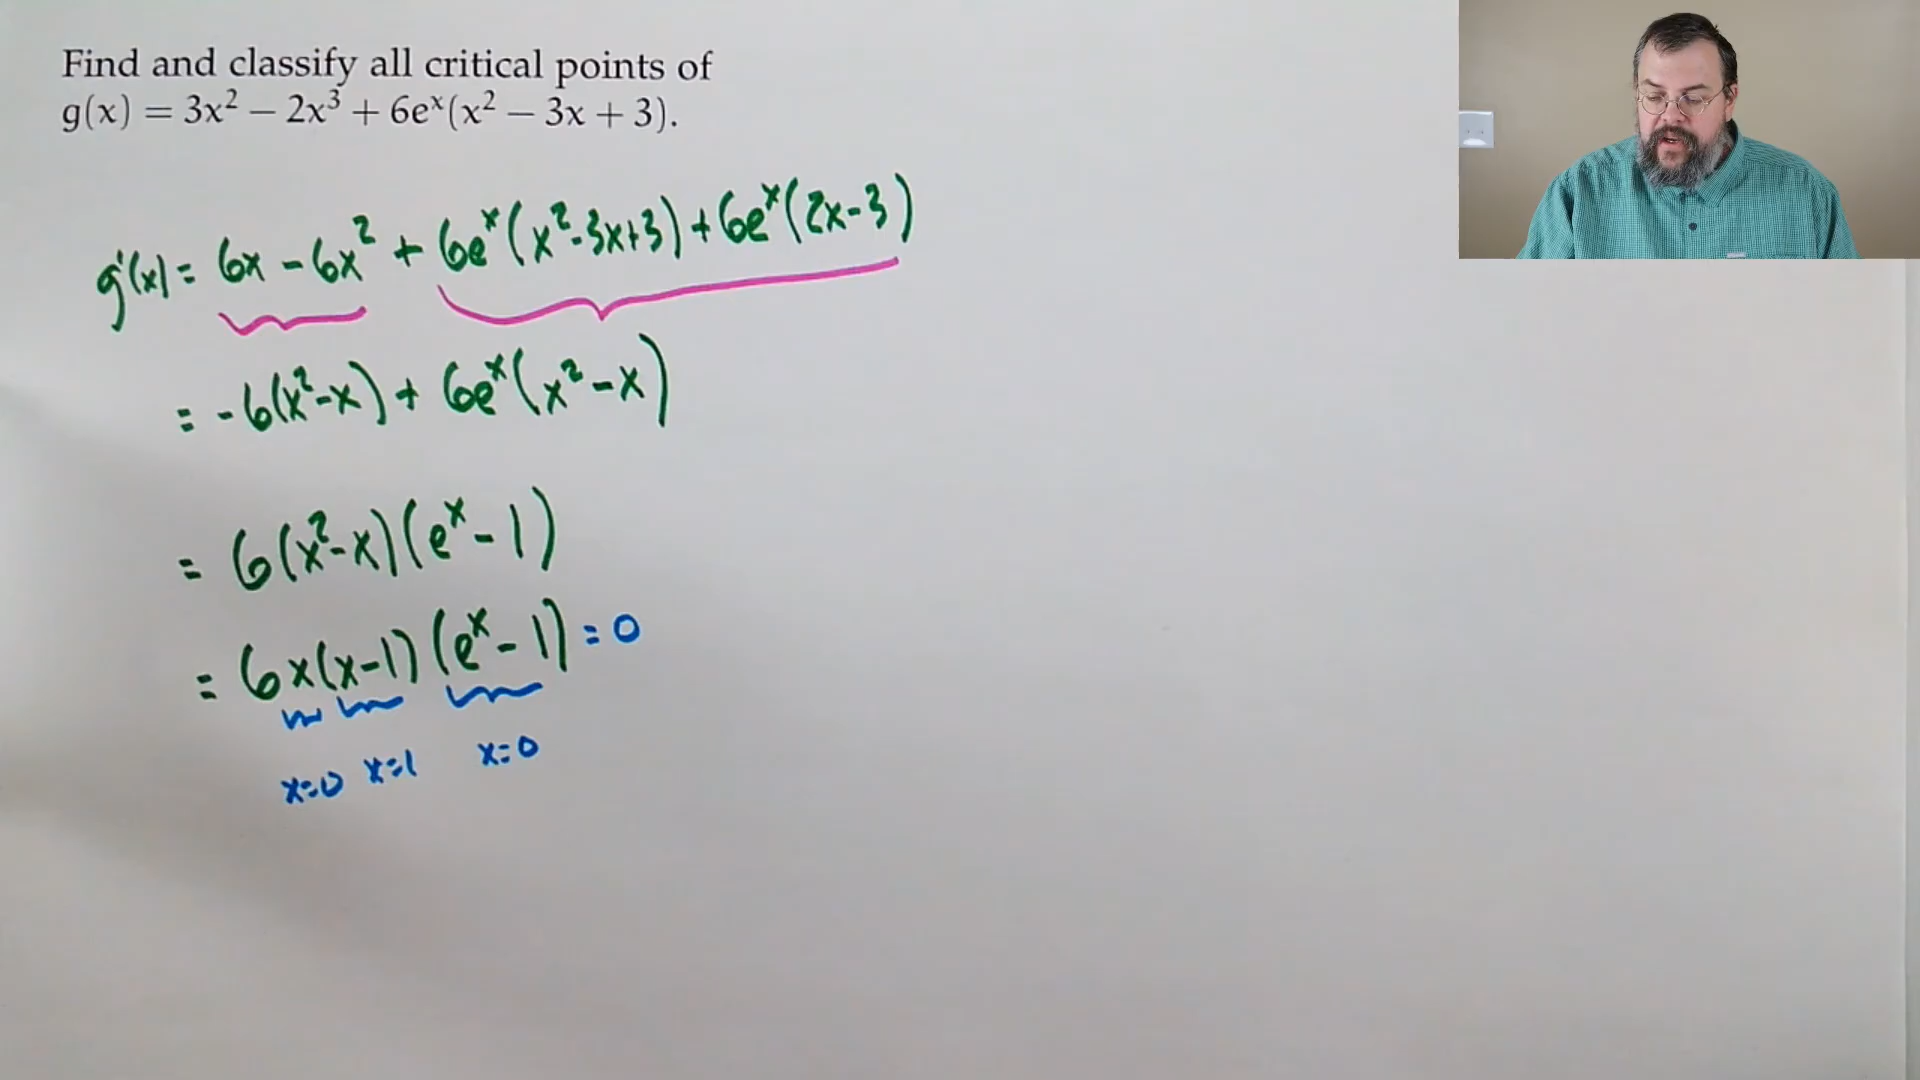 Find and classify all critical points of
g(x) = 3x² − 2x³ + 6eˣ(x² − 3x + 3).
g'(x) = 6x - 6x² + 6eˣ(x²-3x+3) + 6eˣ(2x-3)
= -6(x²-x) + 6eˣ(x²-x)
= 6(x²-x)(eˣ-1)
= 6x(x-1)(eˣ-1) = 0
x=0 x=1 x=0